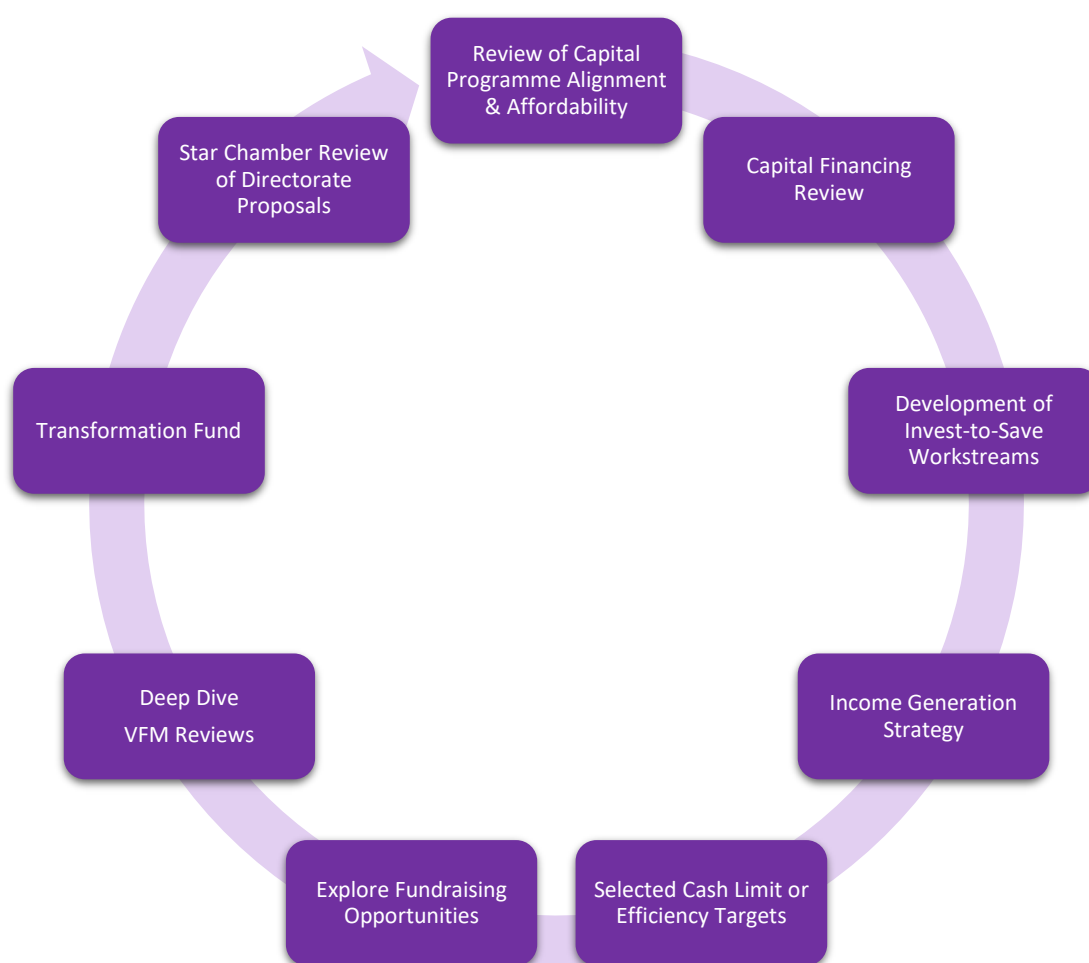 Review of Capital
Programme Alignment
& Affordability
Capital Financing
Review
Development of
Invest-to-Save
Workstreams
Income Generation
Strategy
Selected Cash Limit or
Efficiency Targets
Explore Fundraising
Opportunities
Deep Dive
VFM Reviews
Transformation Fund
Star Chamber Review
of Directorate
Proposals